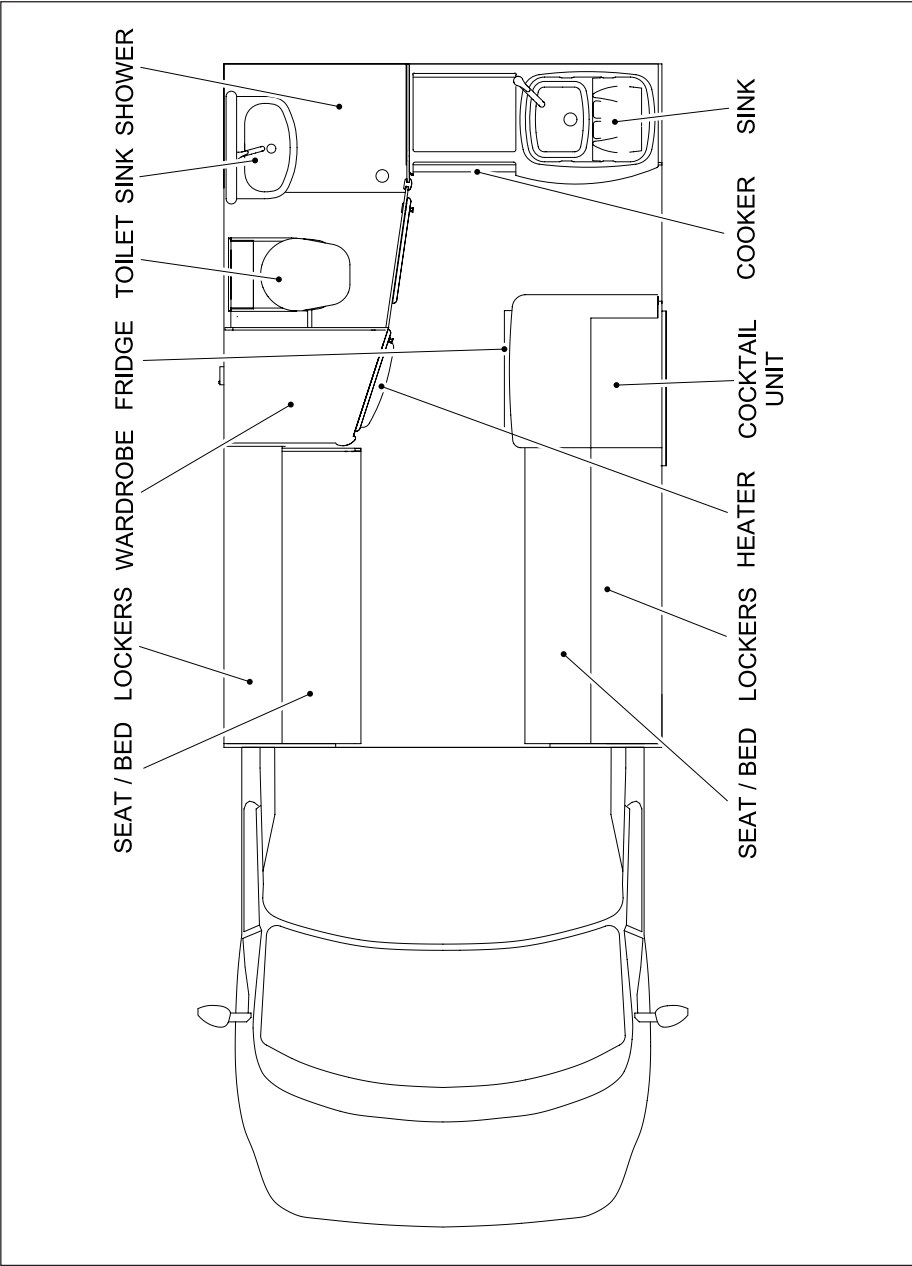 SEAT / BED
LOCKERS
WARDROBE
FRIDGE
TOILET
SINK
SHOWER
SEAT / BED
LOCKERS
HEATER
COCKTAIL
UNIT
COOKER
SINK